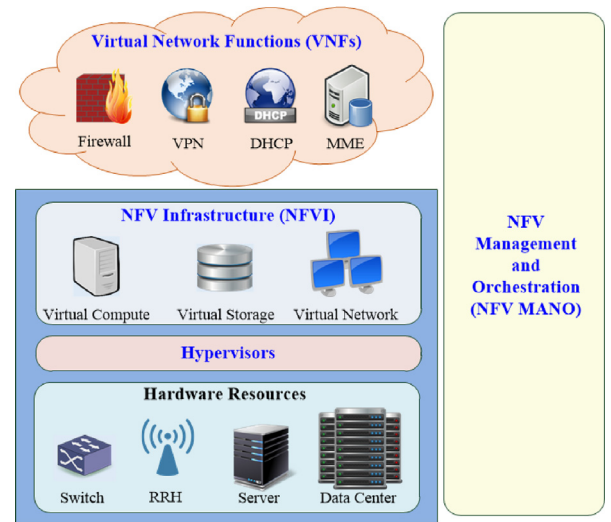 Virtual Network Functions (VNFs)
Firewall
VPN
DHCP
DHCP
MME
NFV Infrastructure (NFVI)
Virtual Compute
Virtual Storage
Virtual Network
Hypervisors
Hardware Resources
Switch
RRH
Server
Data Center
NFV
Management
and
Orchestration
(NFV MANO)